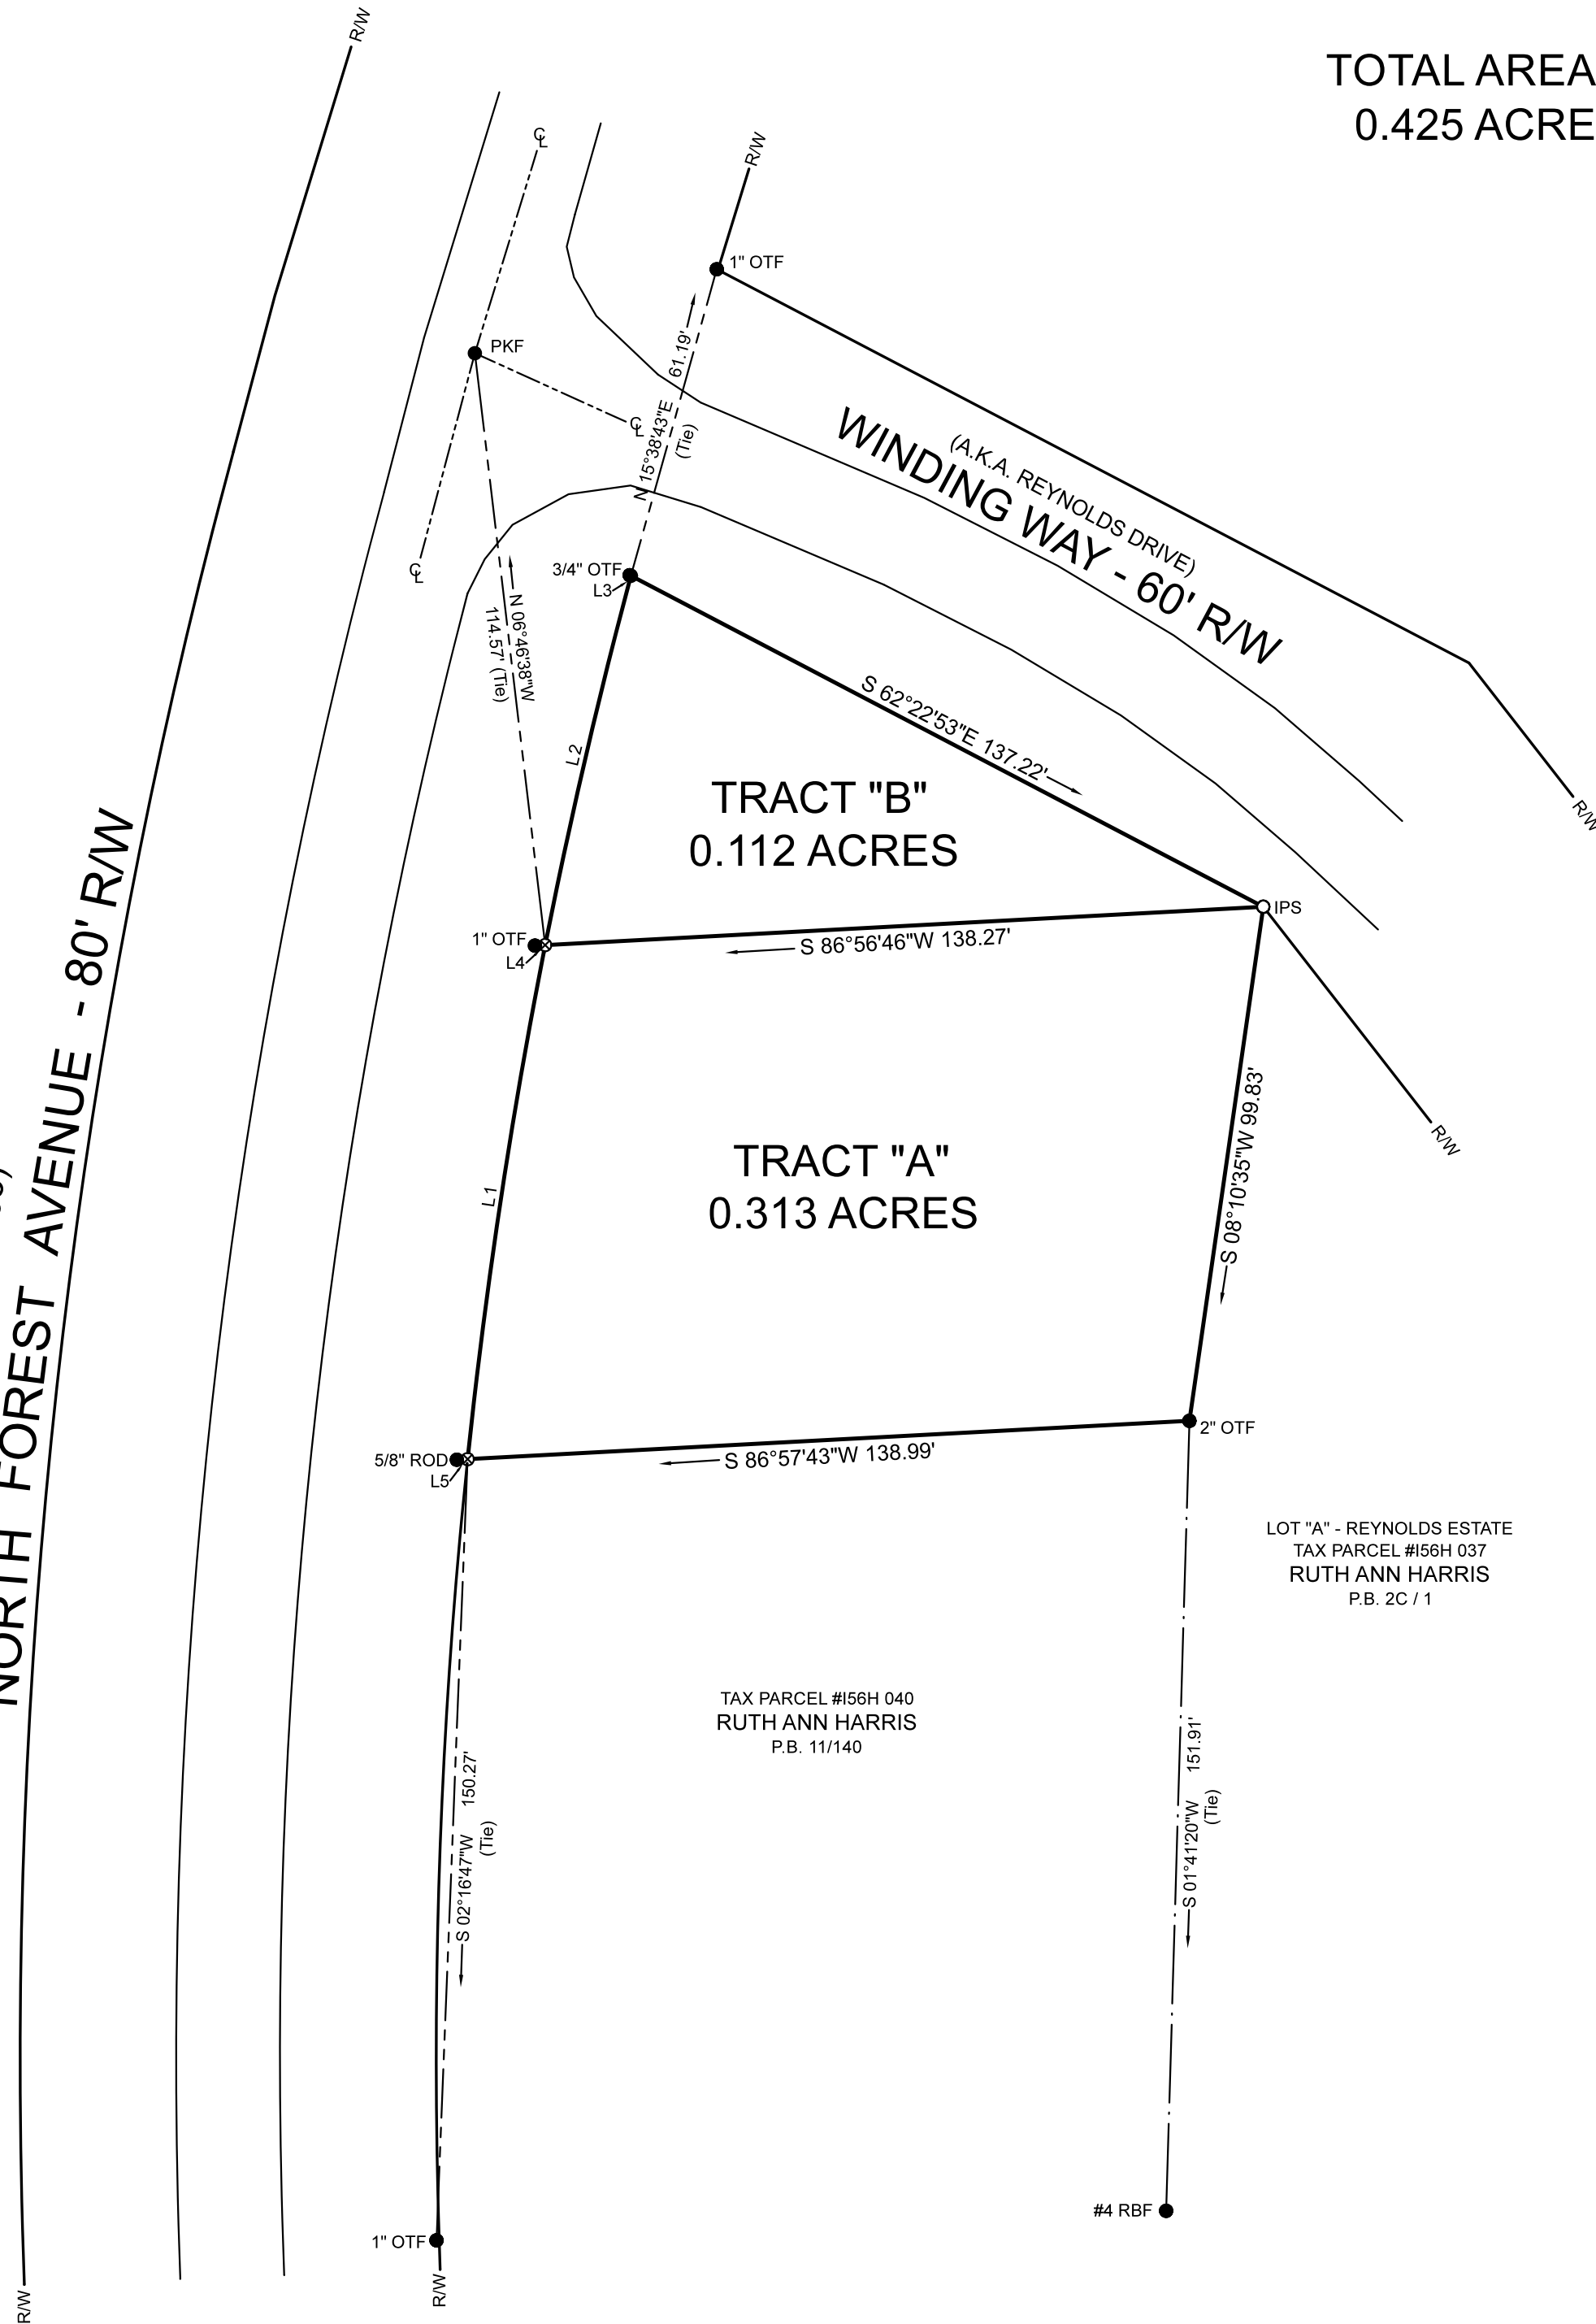 TOTAL AREA
0.425 ACRE
R/W
R/W
℄
1" OTF
PKF
℄
N 15°38'43"E 61.19'
(Tie)
(A.K.A. REYNOLDS DRIVE)
WINDING WAY - 60' R/W
℄
3/4" OTF
L3
N 06°46'38"W
114.57' (Tie)
S 62°22'53"E 137.22'
L2
TRACT "B"
0.112 ACRES
R/W
IPS
1" OTF
L4
S 86°56'46"W 138.27'
NORTH FOREST AVENUE - 80' R/W
R/W
S 08°10'35"W 99.83'
TRACT "A"
0.313 ACRES
L1
2" OTF
5/8" ROD
L5
S 86°57'43"W 138.99'
LOT "A" - REYNOLDS ESTATE
TAX PARCEL #I56H 037
RUTH ANN HARRIS
P.B. 2C / 1
TAX PARCEL #I56H 040
RUTH ANN HARRIS
P.B. 11/140
S 02°16'47"W 150.27'
(Tie)
S 01°41'20"W 151.91'
(Tie)
#4 RBF
1" OTF
R/W
R/W